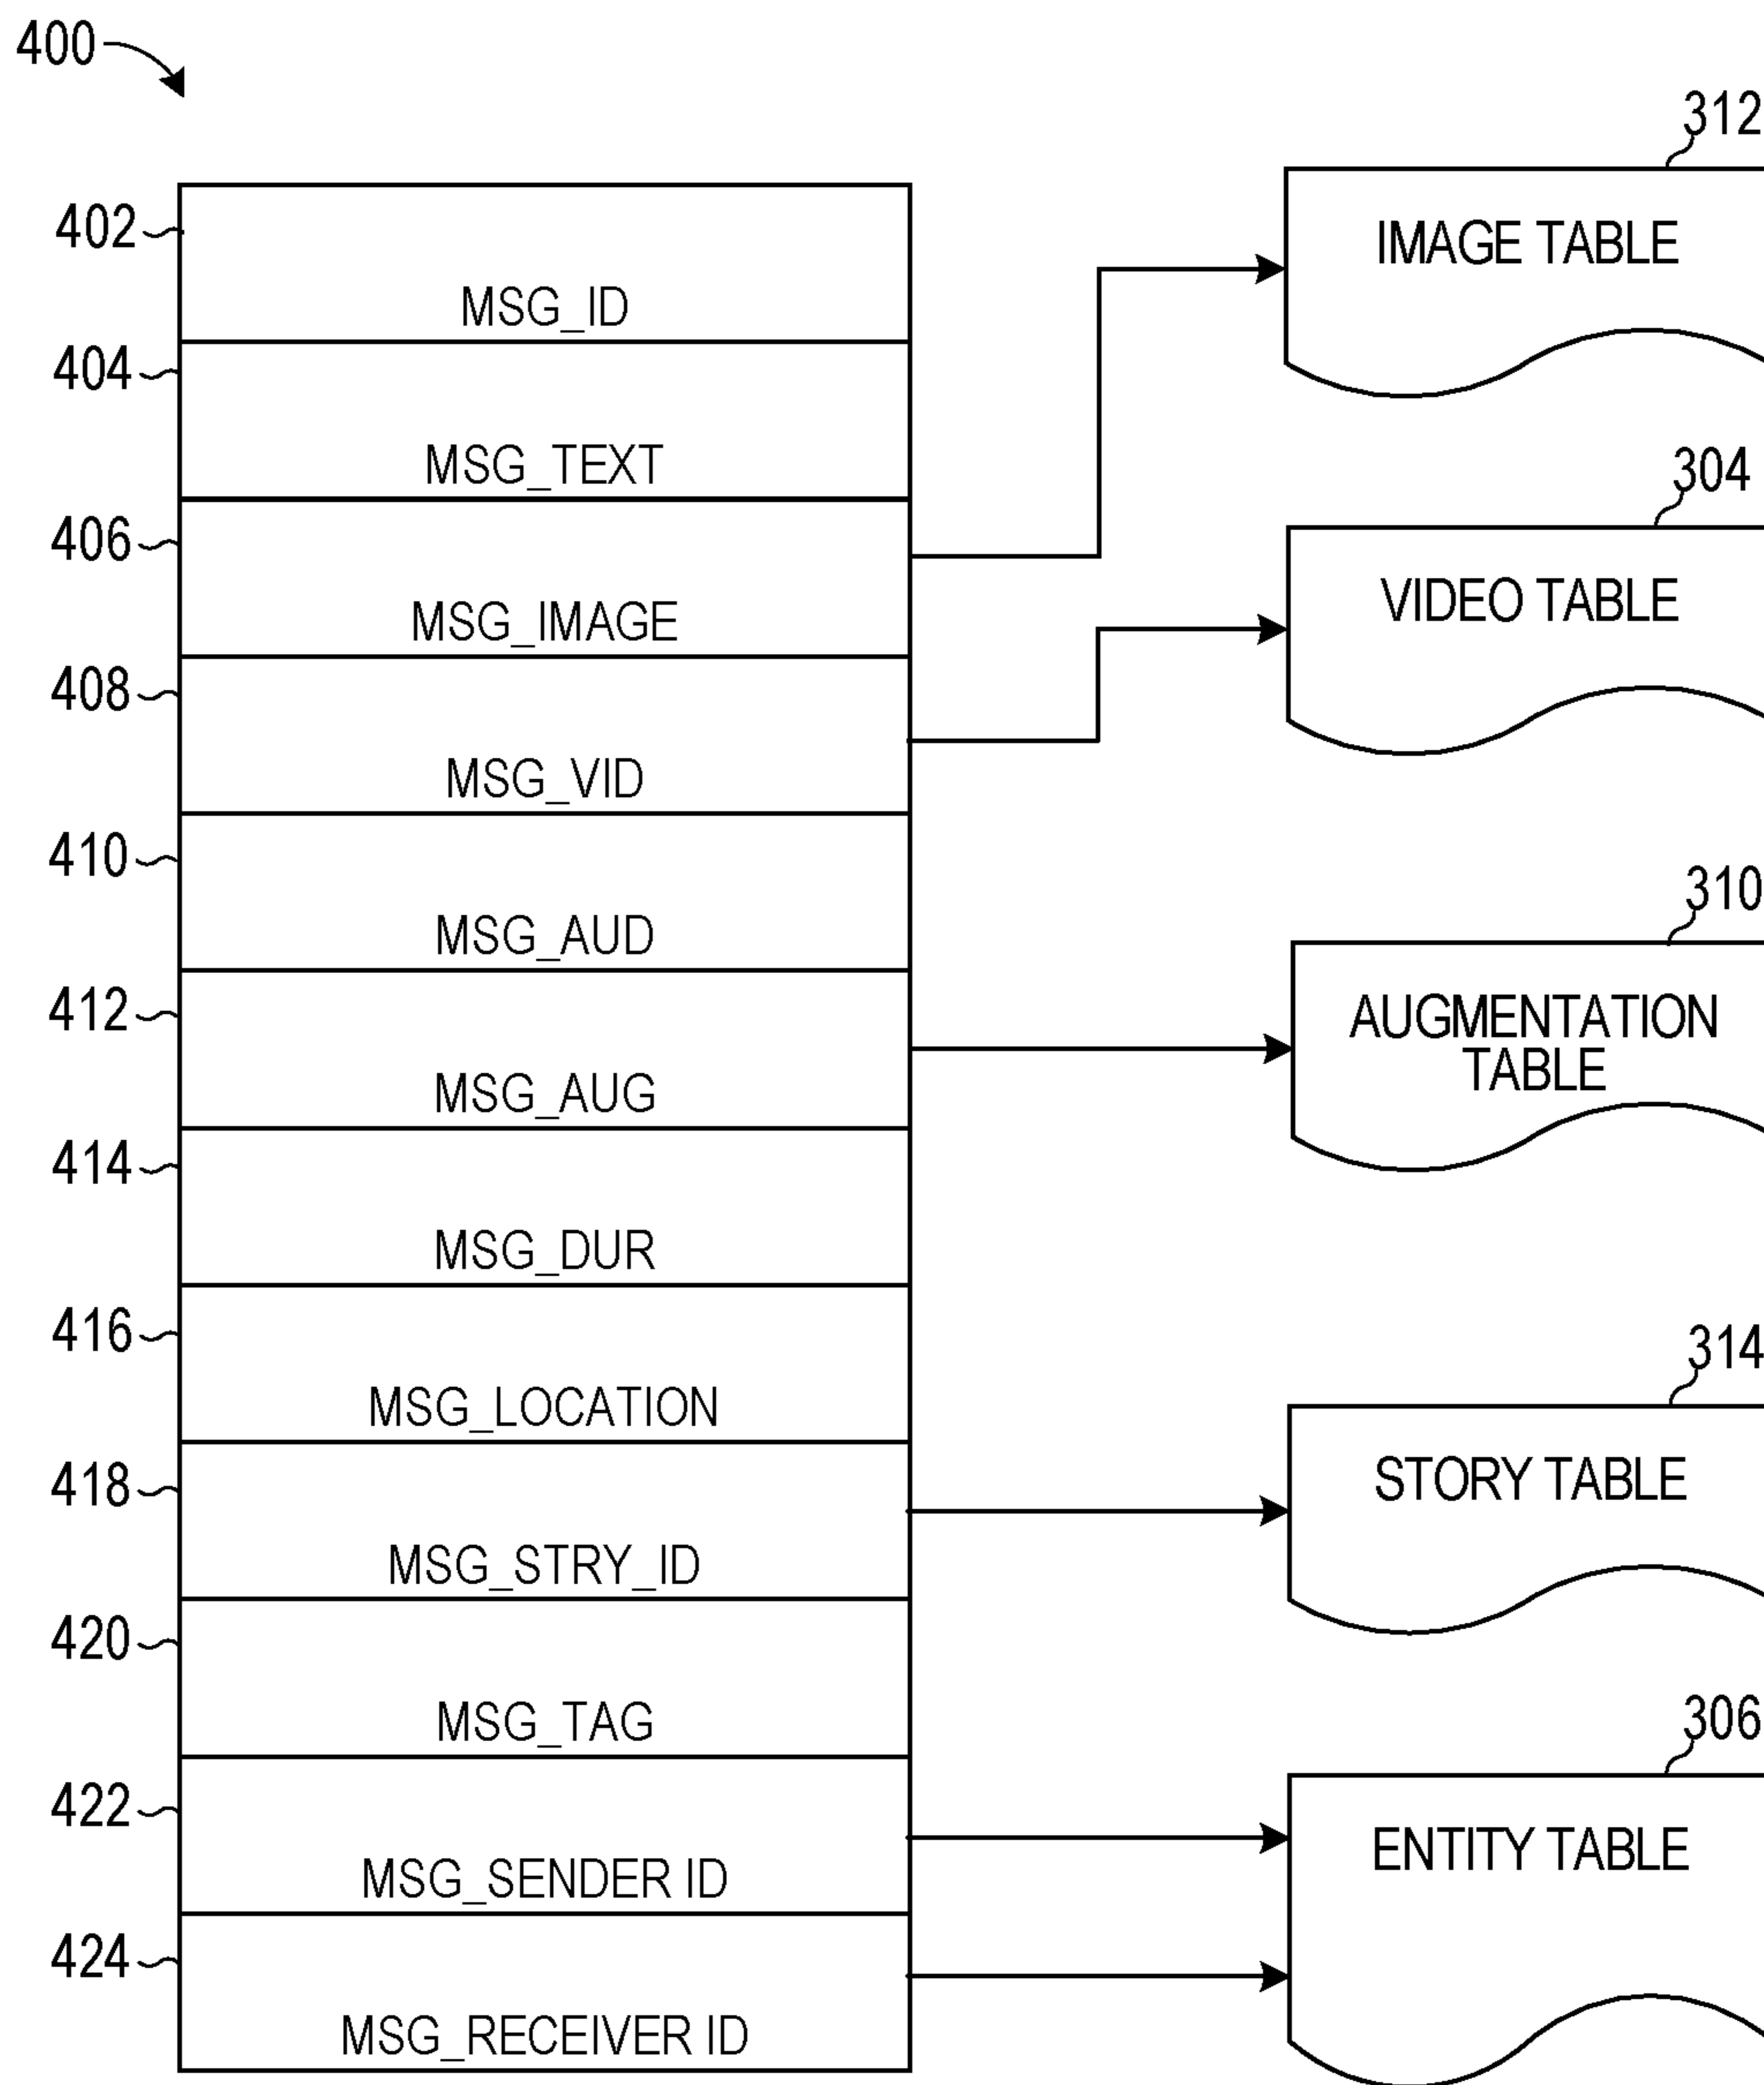 400
402
MSG_ID
404
MSG_TEXT
406
MSG_IMAGE
408
MSG_VID
410
MSG_AUD
412
MSG_AUG
414
MSG_DUR
416
MSG_LOCATION
418
MSG_STRY_ID
420
MSG_TAG
422
MSG_SENDER ID
424
MSG_RECEIVER ID
312
IMAGE TABLE
304
VIDEO TABLE
310
AUGMENTATION
TABLE
314
STORY TABLE
306
ENTITY TABLE